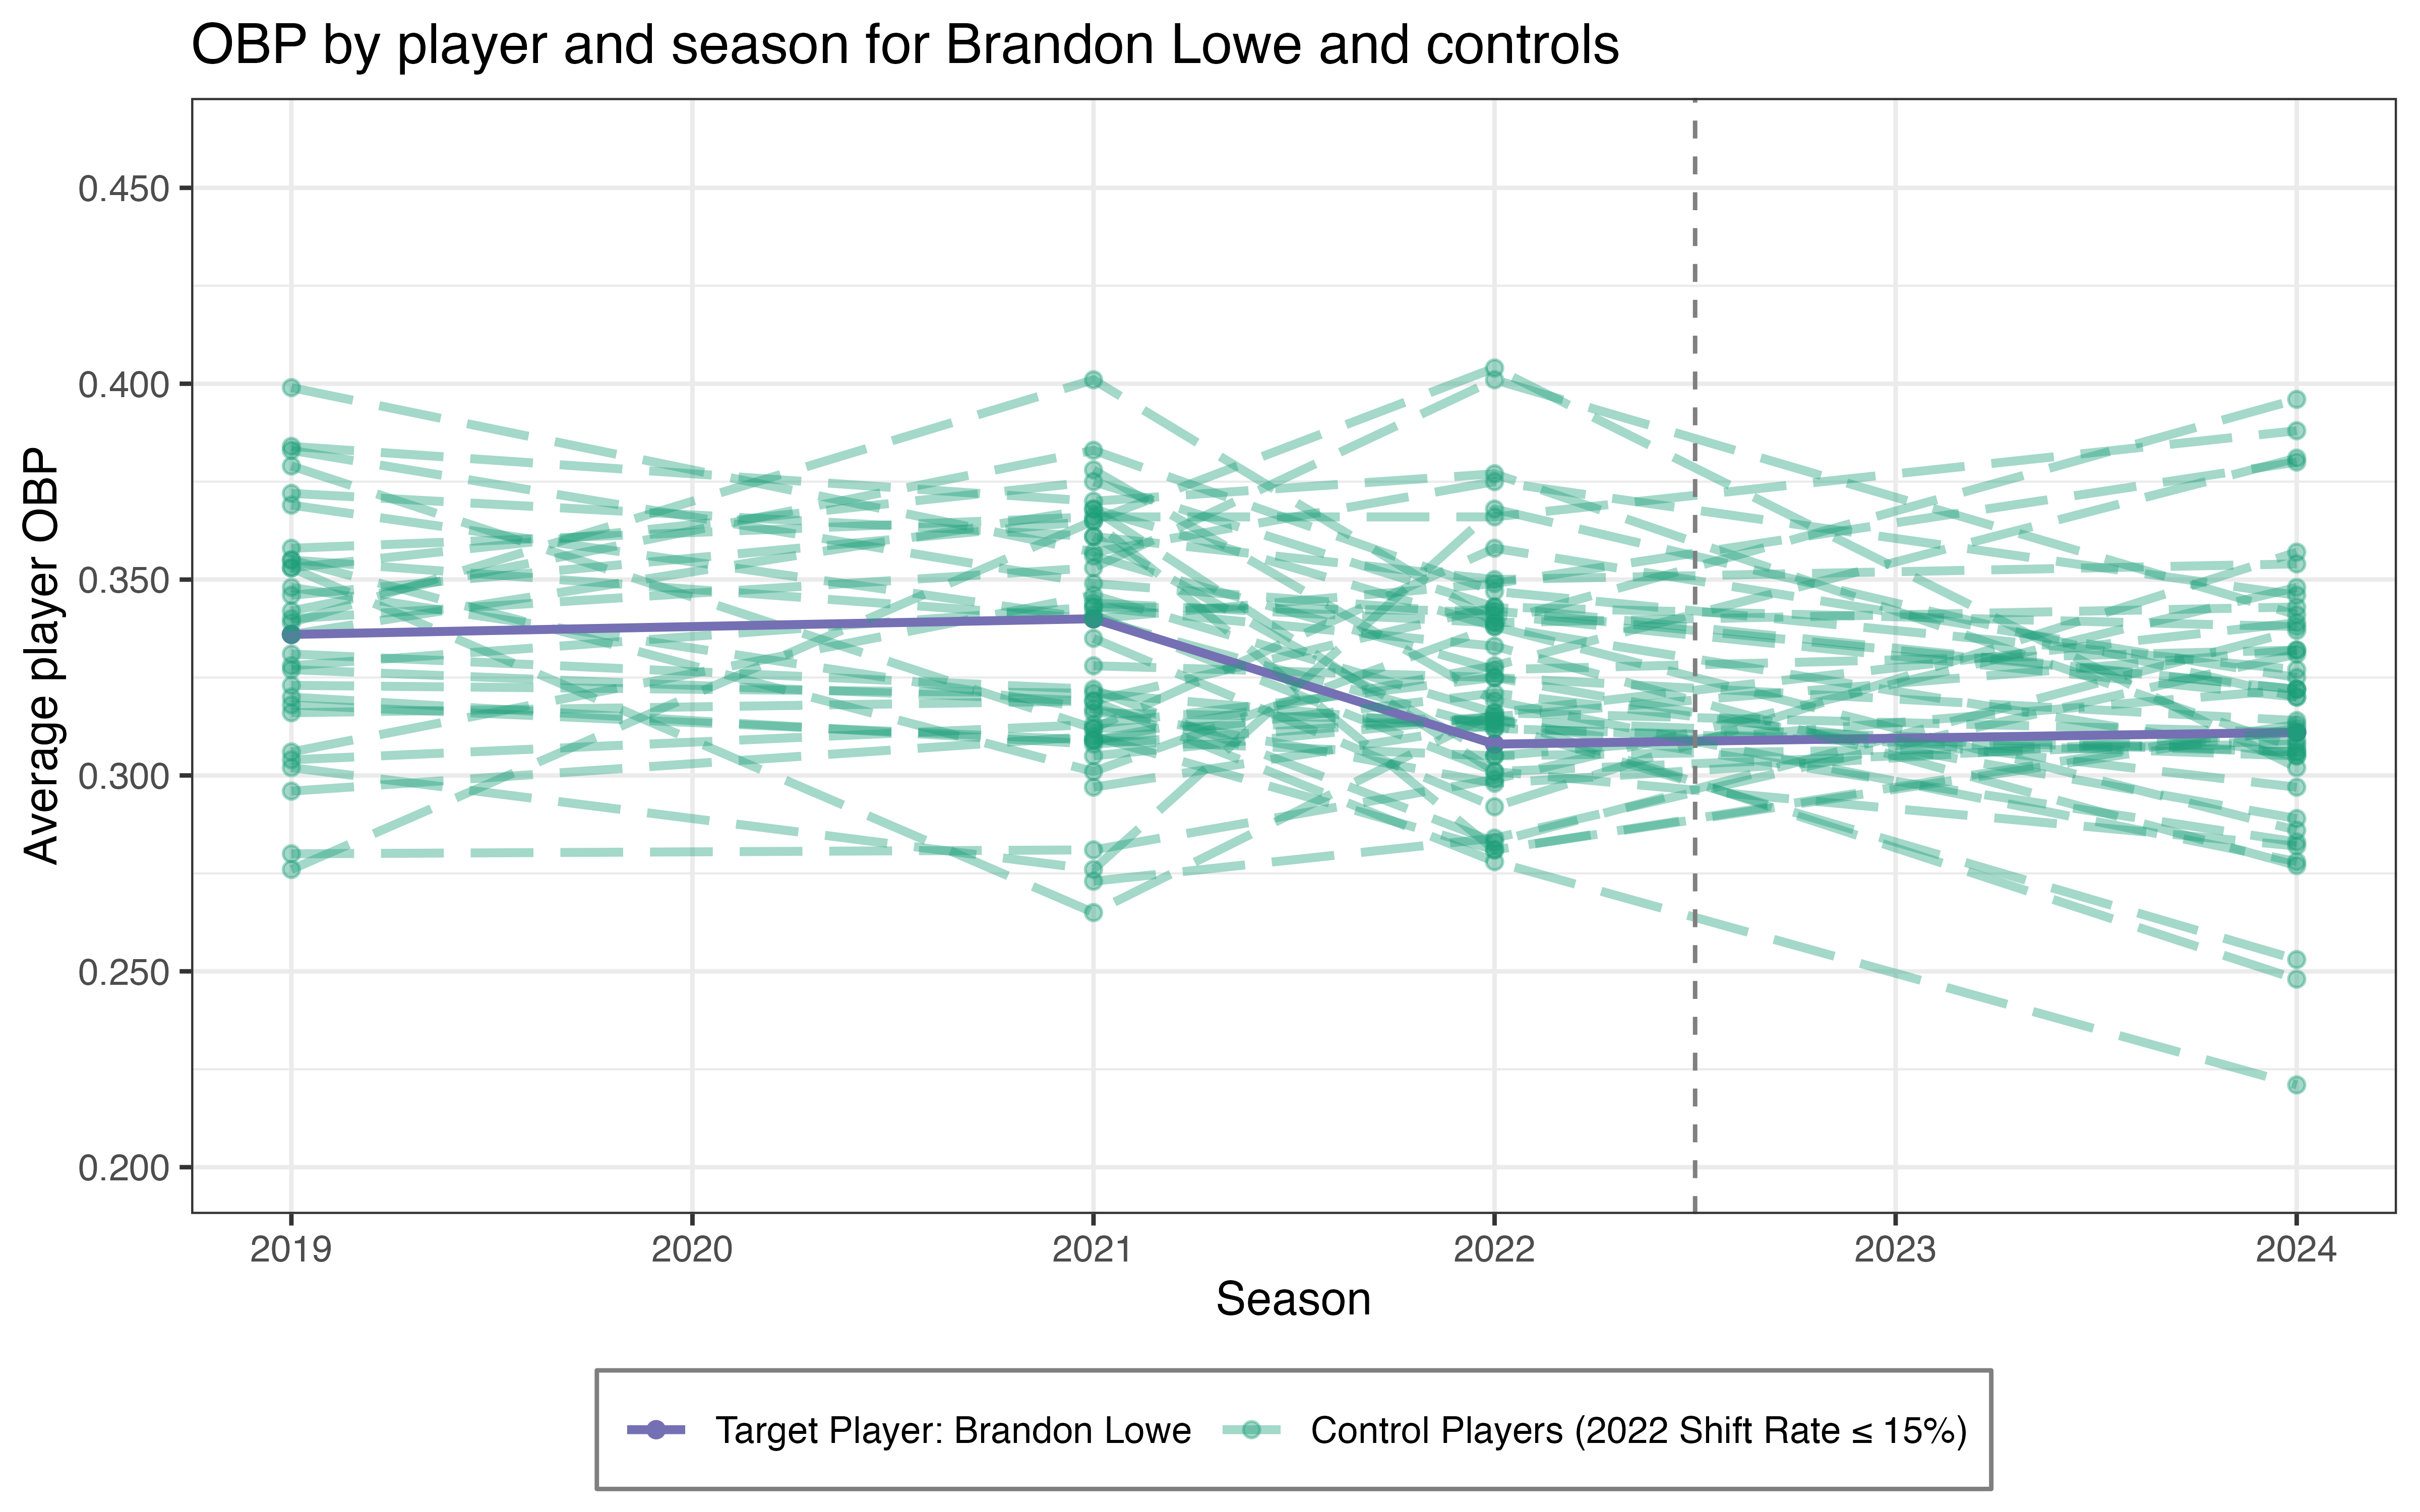 OBP by player and season for Brandon Lowe and controls
Average player OBP
0.450
0.400
0.350
0.300
0.250
0.200
2019 2020 2021 2022 2023 2024
Season
Target Player: Brandon Lowe Control Players (2022 Shift Rate ≤ 15%)